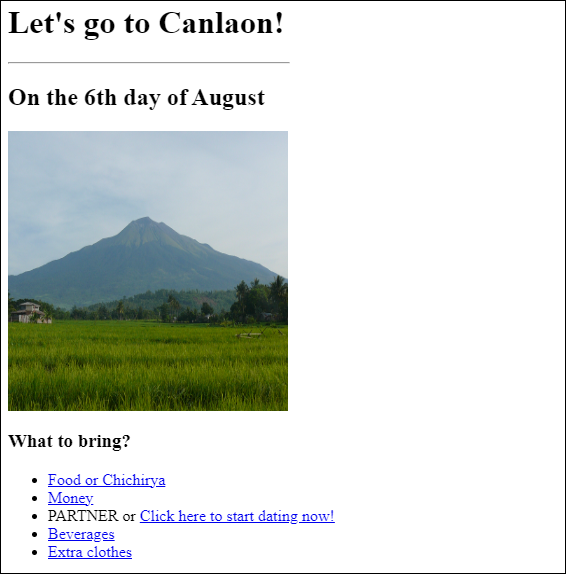 Let's go to Canlaon!
On the 6th day of August
What to bring?
Food or Chichirya
Money
PARTNER or Click here to start dating now!
Beverages
Extra clothes